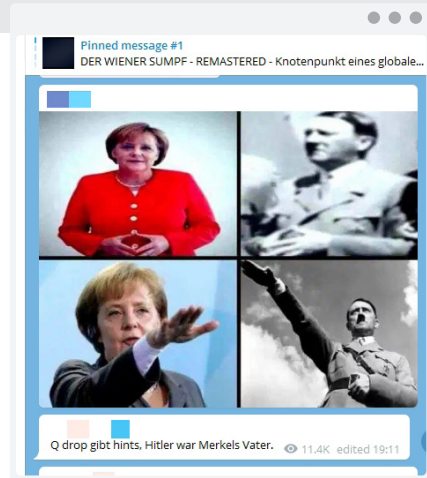 Pinned message #1
DER WIENER SUMPF - REMASTERED - Knotenpunkt eines globale...
Q drop gibt hints, Hitler war Merkels Vater.
11.4K edited 19:11